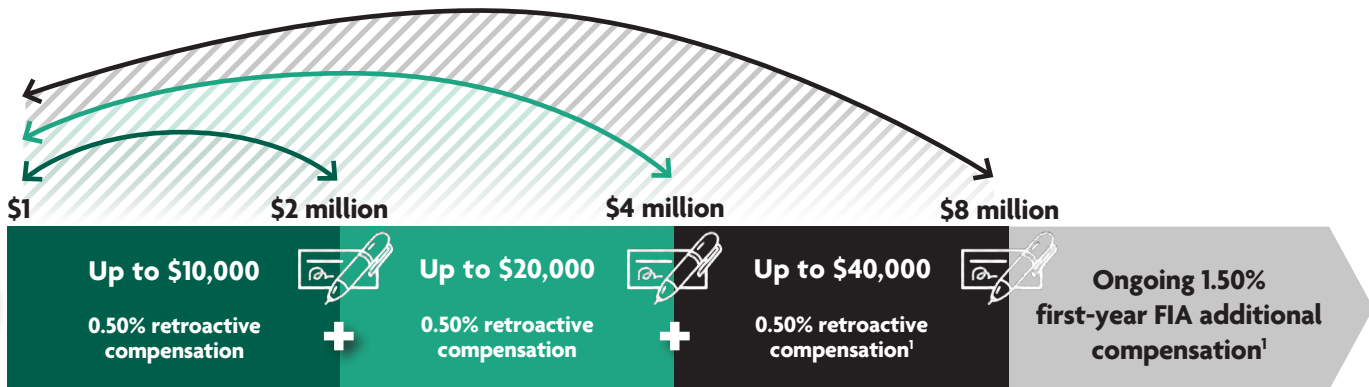 $1
$2 million
$4 million
$8 million
Up to $10,000
0.50% retroactive
compensation
+
Up to $20,000
0.50% retroactive
compensation
+
Up to $40,000
0.50% retroactive
compensation¹
Ongoing 1.50%
first-year FIA additional
compensation¹